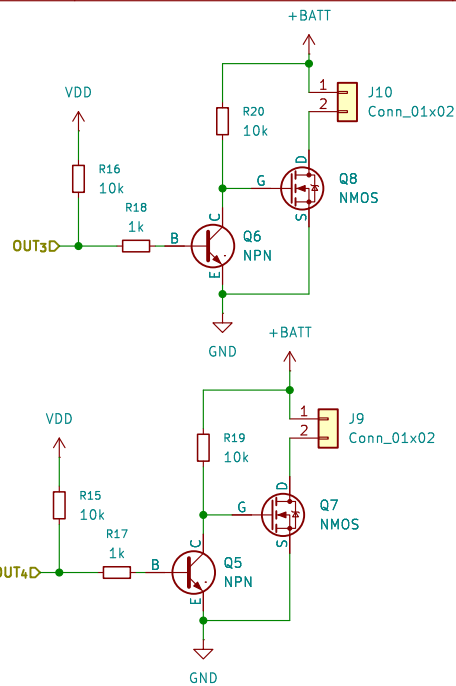 +BATT
VDD
1
J10
2
Conn_01x02
R20
10k
D
R16
10k
G
Q8
NMOS
R18
1k
S
C
OUT3
B
Q6
NPN
E
GND
+BATT
VDD
1
J9
2
Conn_01x02
R19
10k
D
R15
10k
G
Q7
NMOS
R17
1k
S
C
OUT4
B
Q5
NPN
E
GND